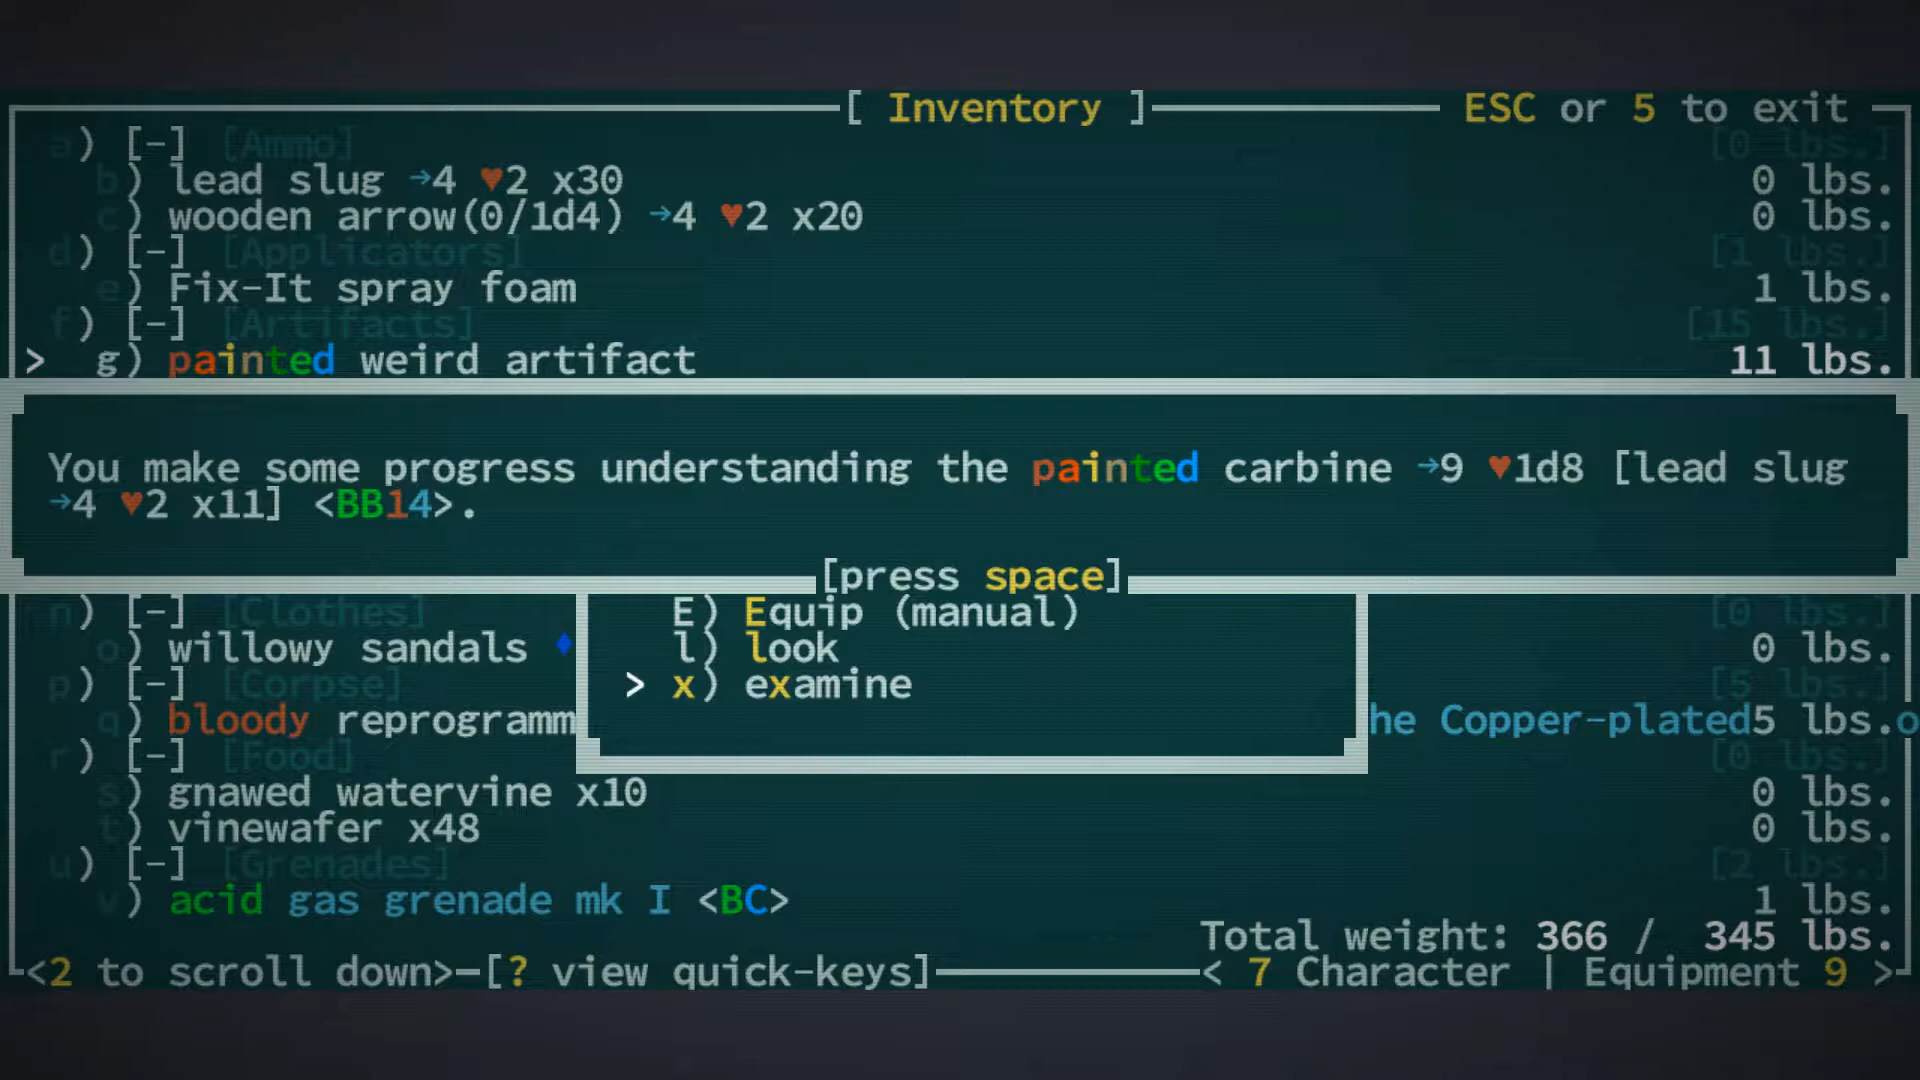 [ Inventory ] ESC or 5 to exit
a) [-] [Ammo] [0 lbs.]
b) lead slug →4 ♥2 x30 0 lbs.
c) wooden arrow(0/1d4) →4 ♥2 x20 0 lbs.
d) [-] [Applicators] [1 lbs.]
e) Fix-It spray foam 1 lbs.
f) [-] [Artifacts] [15 lbs.]
> g) painted weird artifact 11 lbs.
You make some progress understanding the painted carbine →9 ♥1d8 [lead slug
→4 ♥2 x11] <BB14>.
[press space]
n) [-] [Clothes] [0 lbs.]
E) Equip (manual)
o) willowy sandals ♦ 0 lbs.
l) look
p) [-] [Corpse] [5 lbs.]
> x) examine
q) bloody reprogramm he Copper-plated5 lbs.o
r) [-] [Food] [0 lbs.]
s) gnawed watervine x10 0 lbs.
t) vinewafer x48 0 lbs.
u) [-] [Grenades] [2 lbs.]
v) acid gas grenade mk I <BC> 1 lbs.
Total weight: 366 / 345 lbs.
<2 to scroll down> [? view quick-keys] < 7 Character | Equipment 9 >